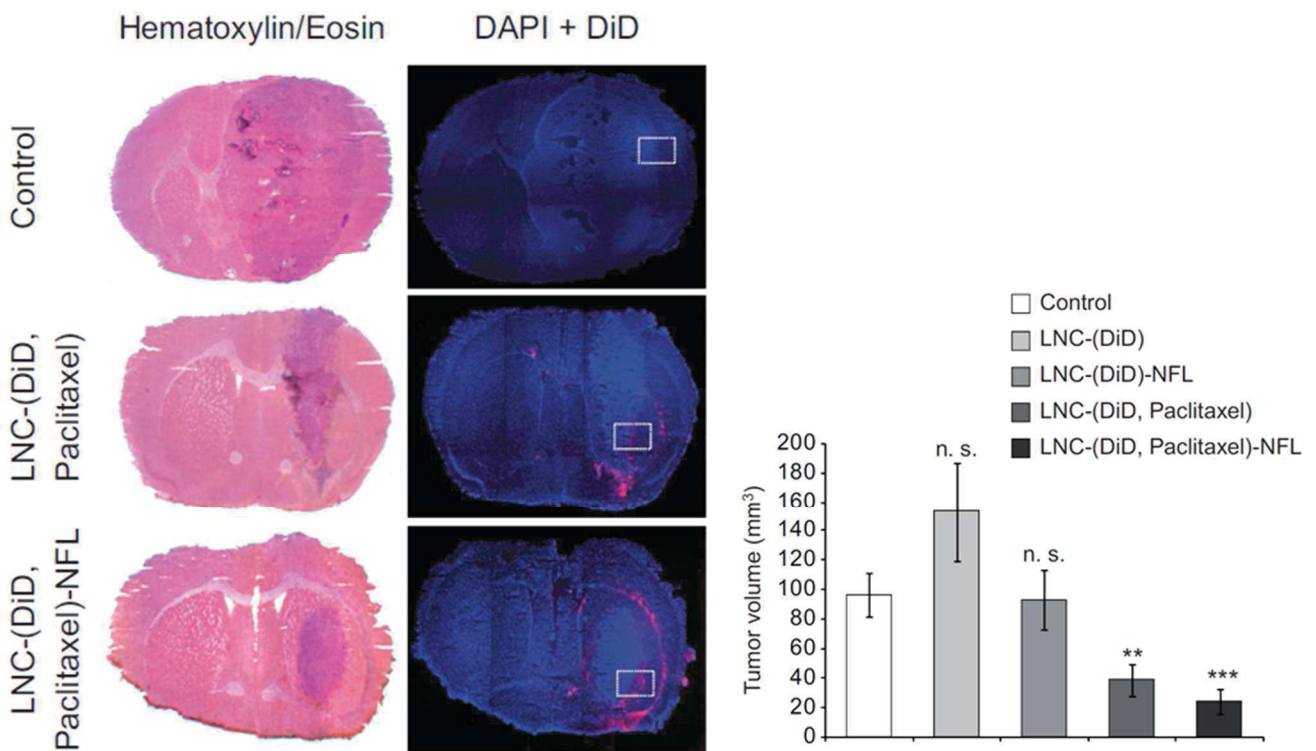 Hematoxylin/Eosin
DAPI + DiD
Control
LNC-(DiD,
Paclitaxel)
LNC-(DiD,
Paclitaxel)-NFL
Control
LNC-(DiD)
LNC-(DiD)-NFL
LNC-(DiD, Paclitaxel)
LNC-(DiD, Paclitaxel)-NFL
Tumor volume (mm³)
200
180
160
140
120
100
80
60
40
20
0
n. s.
n. s.
**
***